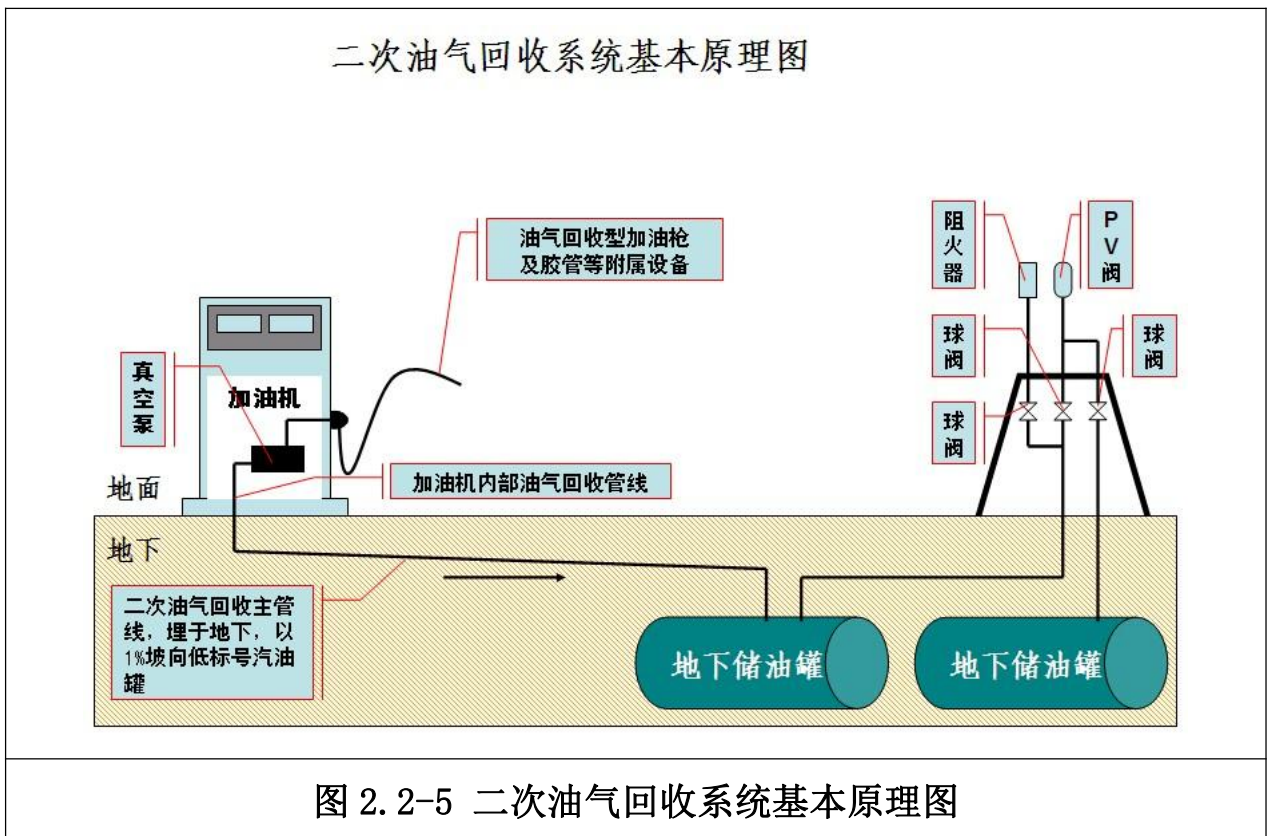 二次油气回收系统基本原理图
油气回收型加油枪
及胶管等附属设备
阻
火
器
P
V
阀
球
阀
球
阀
球
阀
真
空
泵
加油机
加油机内部油气回收管线
地面
地下
二次油气回收主管
线，埋于地下，以
1%坡向低标号汽油
罐
地下储油罐
地下储油罐
图 2.2-5 二次油气回收系统基本原理图